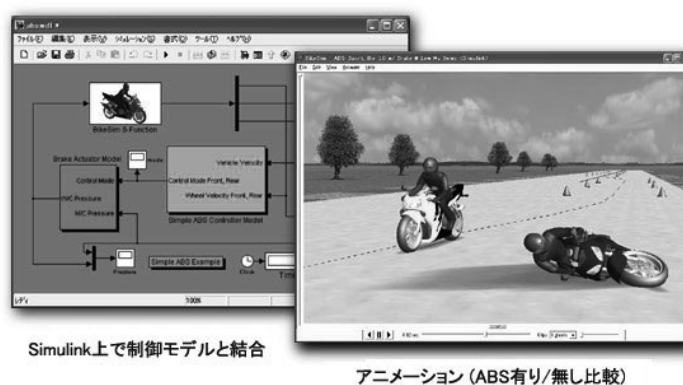 ファイル(F) 編集(E) 表示(V) シミュレーション(S) 書式(O) ツール(T) ヘルプ(H)
BikeSim S-Function
Brake Actuator Model
Mode
Control Mode
W/C Pressure
M/C Pressure
Vehicle Velocity
Control Mode Front, Rear
Wheel Velocity Front, Rear
Simple ABS Controller Model
Pressure
Simple ABS Example
Clock
Time
レディ
100%
File Edit View
Simulink上で制御モデルと結合
アニメーション (ABS有り/無し比較)